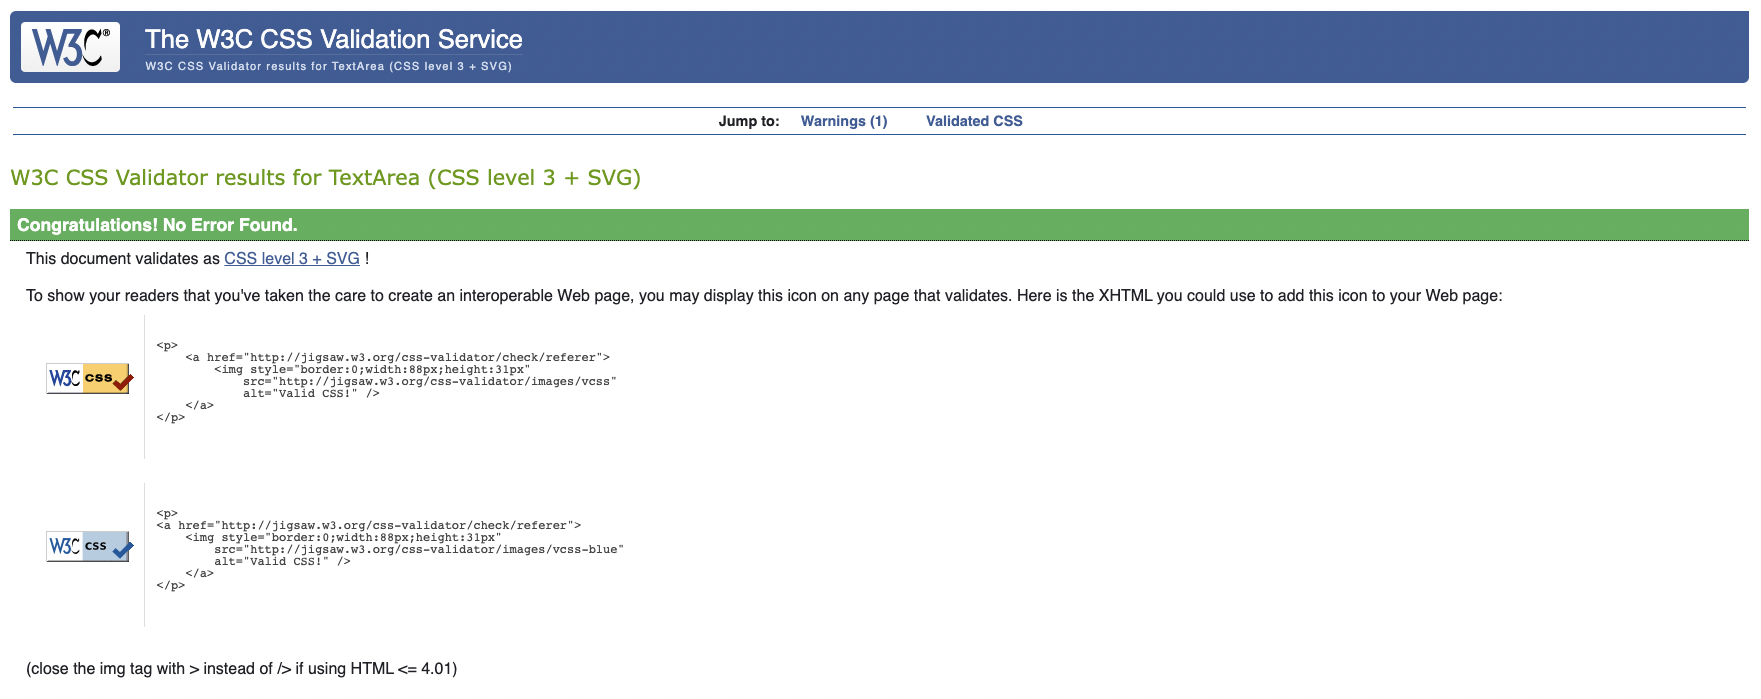 W3C®
The W3C CSS Validation Service
W3C CSS Validator results for TextArea (CSS level 3 + SVG)
Jump to: Warnings (1) Validated CSS
W3C CSS Validator results for TextArea (CSS level 3 + SVG)
Congratulations! No Error Found.
This document validates as CSS level 3 + SVG !
To show your readers that you've taken the care to create an interoperable Web page, you may display this icon on any page that validates. Here is the XHTML you could use to add this icon to your Web page:
W3C css
<p>
<a href="http://jigsaw.w3.org/css-validator/check/referer">
<img style="border:0;width:88px;height:31px"
src="http://jigsaw.w3.org/css-validator/images/vcss"
alt="Valid CSS!" />
</a>
</p>
W3C css
<p>
<a href="http://jigsaw.w3.org/css-validator/check/referer">
<img style="border:0;width:88px;height:31px"
src="http://jigsaw.w3.org/css-validator/images/vcss-blue"
alt="Valid CSS!" />
</a>
</p>
(close the img tag with > instead of /> if using HTML <= 4.01)